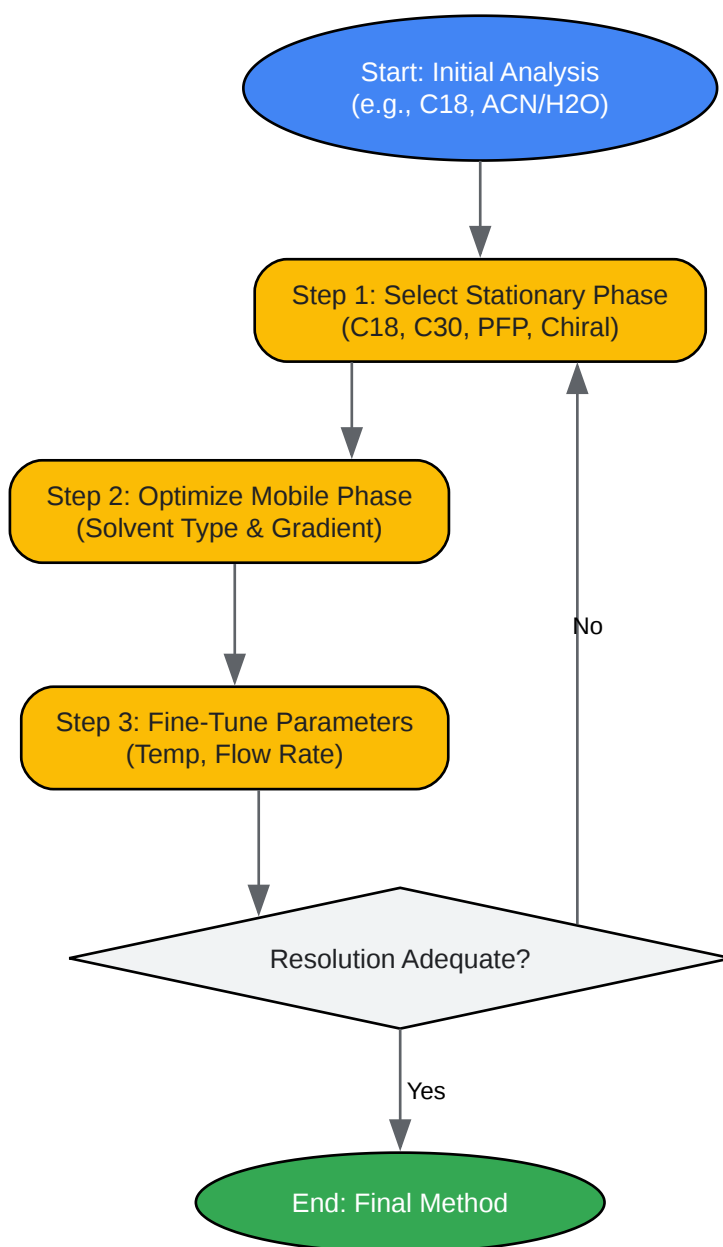 Start: Initial Analysis
(e.g., C18, ACN/H2O)
Step 1: Select Stationary Phase
(C18, C30, PFP, Chiral)
Step 2: Optimize Mobile Phase
(Solvent Type & Gradient)
No
Step 3: Fine-Tune Parameters
(Temp, Flow Rate)
Resolution Adequate?
Yes
End: Final Method